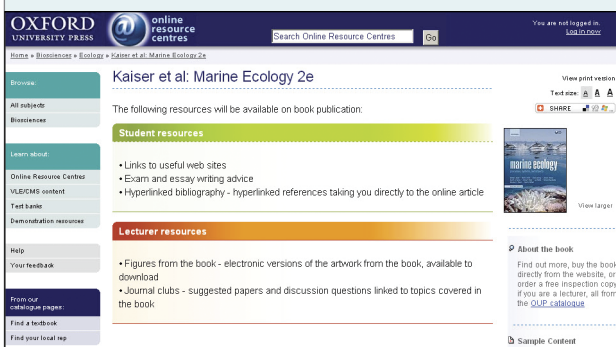 OXFORD
UNIVERSITY PRESS
online
resource
centres
Search Online Resource Centres
Go
You are not logged in.
Log in now
Home » Biosciences » Ecology » Kaiser et al: Marine Ecology 2e
Browse:
All subjects
Biosciences
Learn about:
Online Resource Centres
VLE/CMS content
Test banks
Demonstration resources
Help
Your feedback
From our
catalogue pages:
Find a textbook
Find your local rep
Kaiser et al: Marine Ecology 2e
The following resources will be available on book publication:
Student resources
• Links to useful web sites
• Exam and essay writing advice
• Hyperlinked bibliography - hyperlinked references taking you directly to the online article
Lecturer resources
• Figures from the book - electronic versions of the artwork from the book, available to
download
• Journal clubs - suggested papers and discussion questions linked to topics covered in
the book
View print version
Text size: A A A
SHARE
marine ecology
View larger
About the book
Find out more, buy the book
directly from the website, or
order a free inspection copy
if you are a lecturer, all from
the OUP catalogue
Sample Content